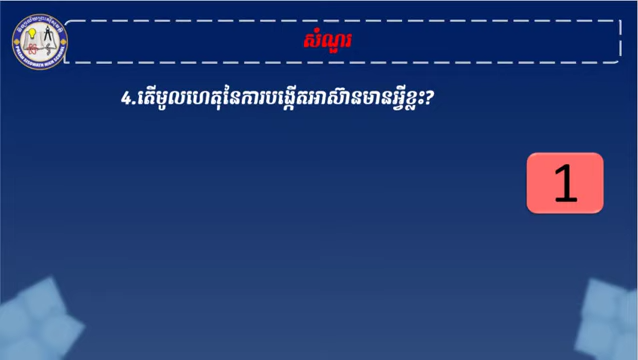 សំណួរ
4.តើមូលហេតុនៃការបង្កើតអាស៊ានមានអ្វីខ្លះ?
1